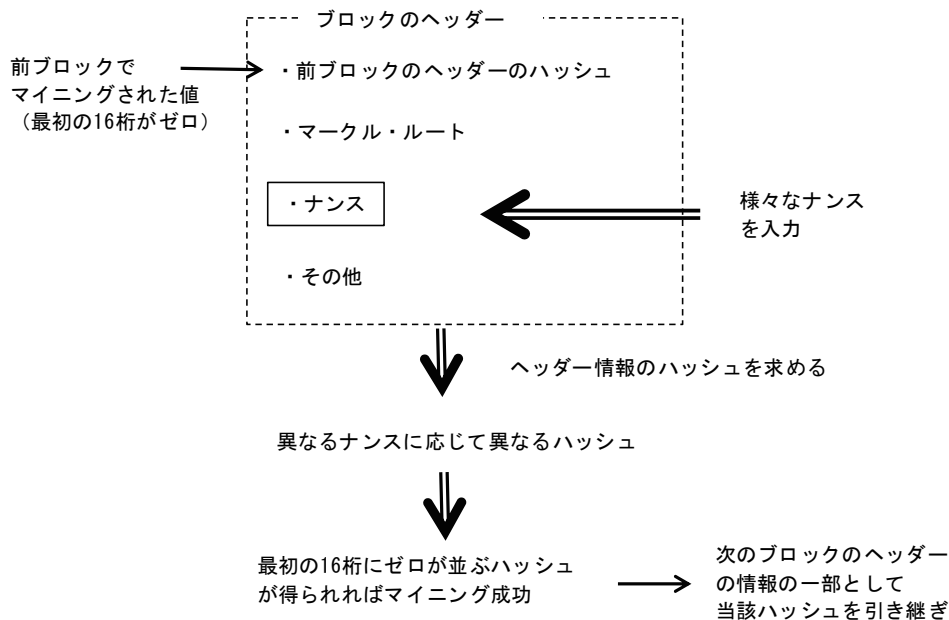 ブロックのヘッダー
前ブロックで
マイニングされた値
（最初の16桁がゼロ）
・前ブロックのヘッダーのハッシュ
・マークル・ルート
・ナンス
様々なナンス
を入力
・その他
ヘッダー情報のハッシュを求める
異なるナンスに応じて異なるハッシュ
最初の16桁にゼロが並ぶハッシュ
が得られればマイニング成功
次のブロックのヘッダー
の情報の一部として
当該ハッシュを引き継ぎ